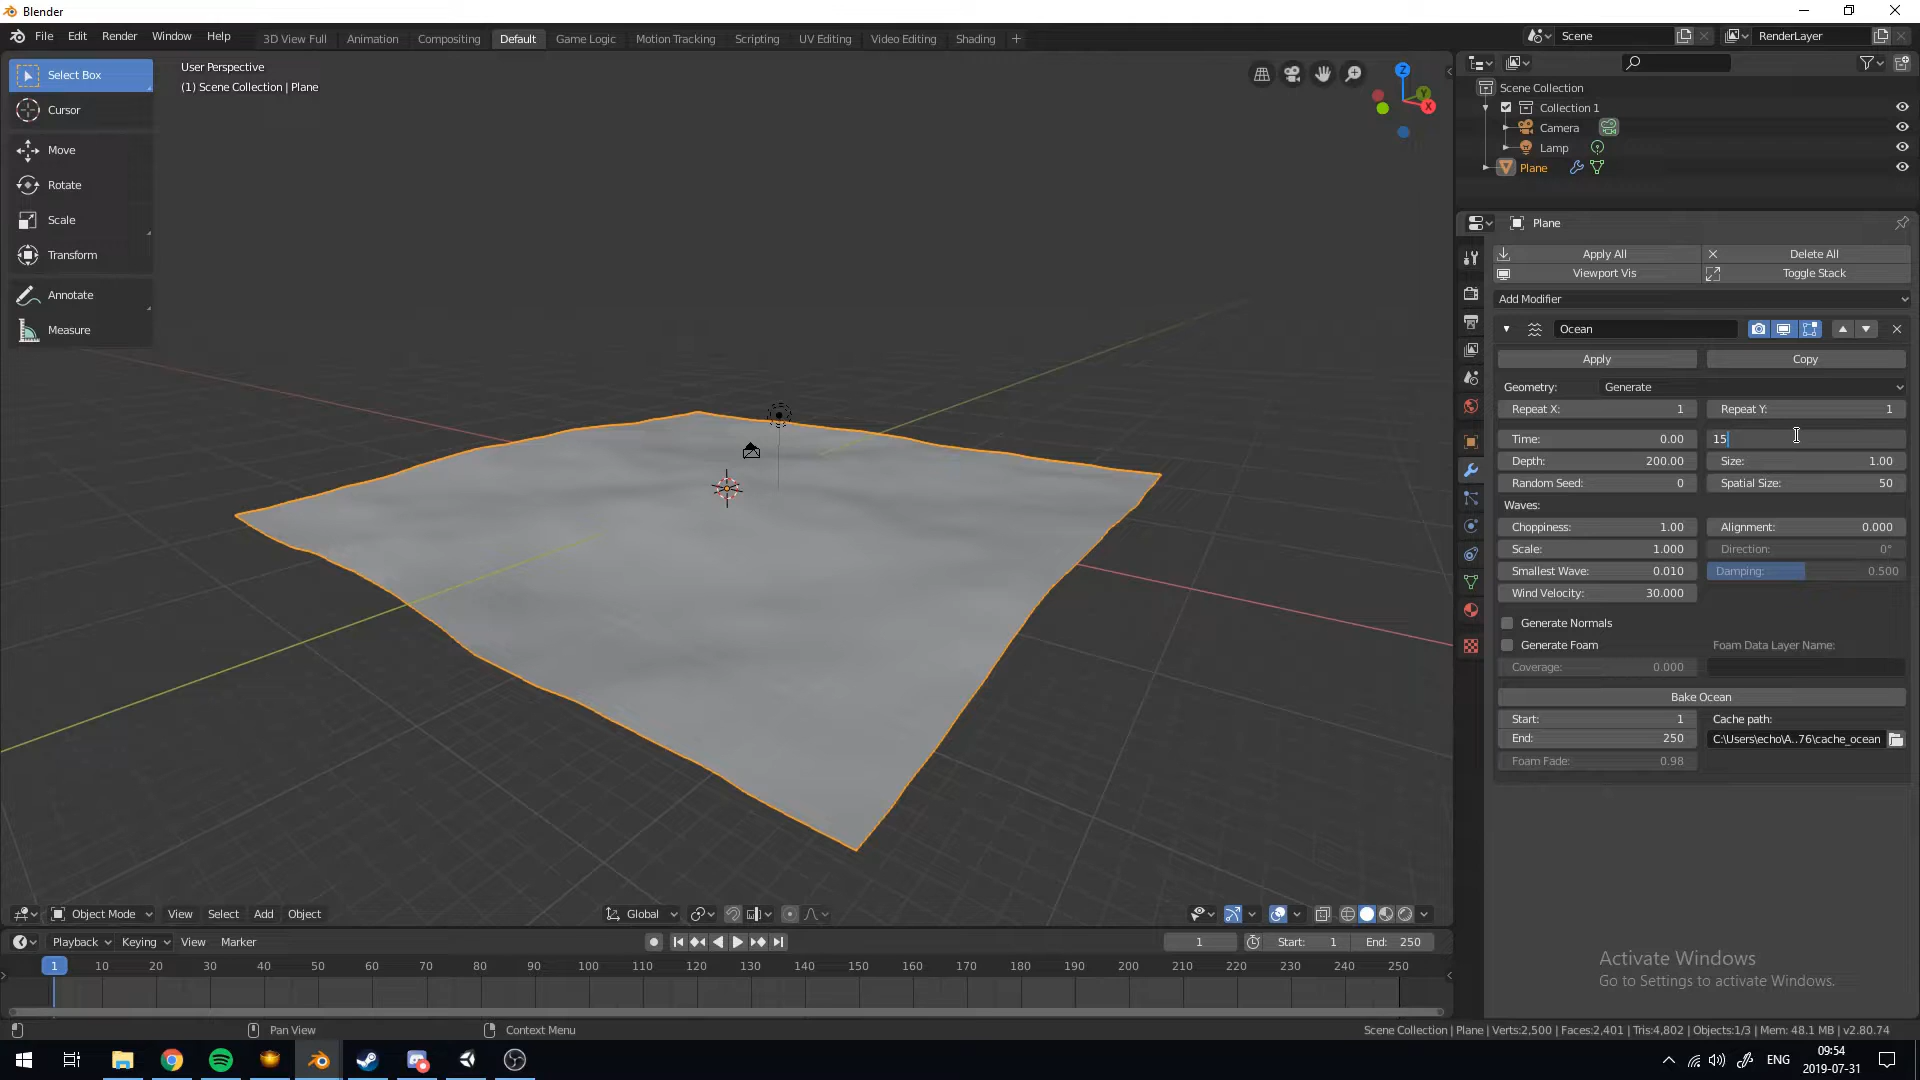 Blender
File Edit Render Window Help
3D View Full Animation Compositing Default Game Logic Motion Tracking Scripting UV Editing Video Editing Shading +
Scene
RenderLayer
Select Box
Cursor
Move
Rotate
Scale
Transform
Annotate
Measure
User Perspective
(1) Scene Collection | Plane
Z
Y
X
Scene Collection
Collection 1
Camera
Lamp
Plane
Plane
Apply All Delete All
Viewport Vis Toggle Stack
Add Modifier
Ocean
Apply Copy
Geometry: Generate
Repeat X: 1 Repeat Y: 1
Time: 0.00 15
Depth: 200.00 Size: 1.00
Random Seed: 0 Spatial Size: 50
Waves:
Choppiness: 1.00 Alignment: 0.000
Scale: 1.000 Direction: 0°
Smallest Wave: 0.010 Damping: 0.500
Wind Velocity: 30.000
Generate Normals
Generate Foam Foam Data Layer Name:
Coverage: 0.000
Bake Ocean
Start: 1 Cache path:
End: 250 C:\Users\echo\A..76\cache_ocean
Foam Fade: 0.98
Object Mode View Select Add Object
Global
Playback Keying View Marker
1 Start: 1 End: 250
1 10 20 30 40 50 60 70 80 90 100 110 120 130 140 150 160 170 180 190 200 210 220 230 240 250
Activate Windows
Go to Settings to activate Windows.
Pan View Context Menu
Scene Collection | Plane | Verts:2,500 | Faces:2,401 | Tris:4,802 | Objects:1/3 | Mem: 48.1 MB | v2.80.74
ENG
09:54
2019-07-31